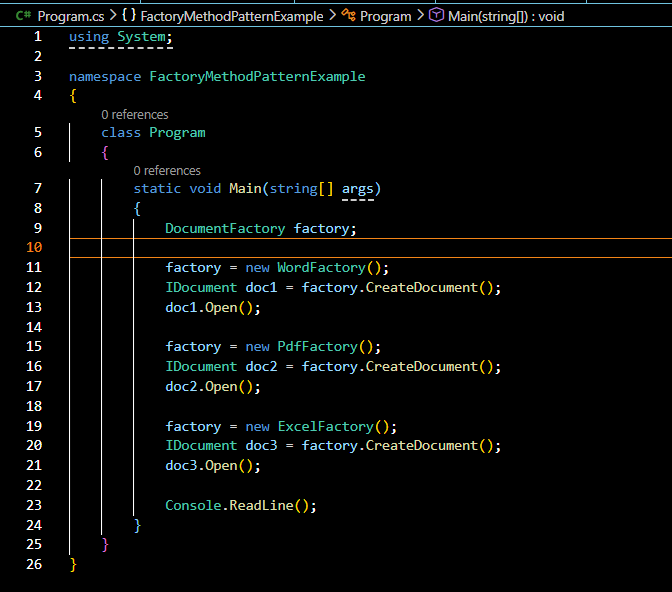 C# Program.cs > {} FactoryMethodPatternExample > Program > Main(string[]) : void
1 using System;
2
3 namespace FactoryMethodPatternExample
4 {
0 references
5 class Program
6 {
0 references
7 static void Main(string[] args)
8 {
9 DocumentFactory factory;
10
11 factory = new WordFactory();
12 IDocument doc1 = factory.CreateDocument();
13 doc1.Open();
14
15 factory = new PdfFactory();
16 IDocument doc2 = factory.CreateDocument();
17 doc2.Open();
18
19 factory = new ExcelFactory();
20 IDocument doc3 = factory.CreateDocument();
21 doc3.Open();
22
23 Console.ReadLine();
24 }
25 }
26 }